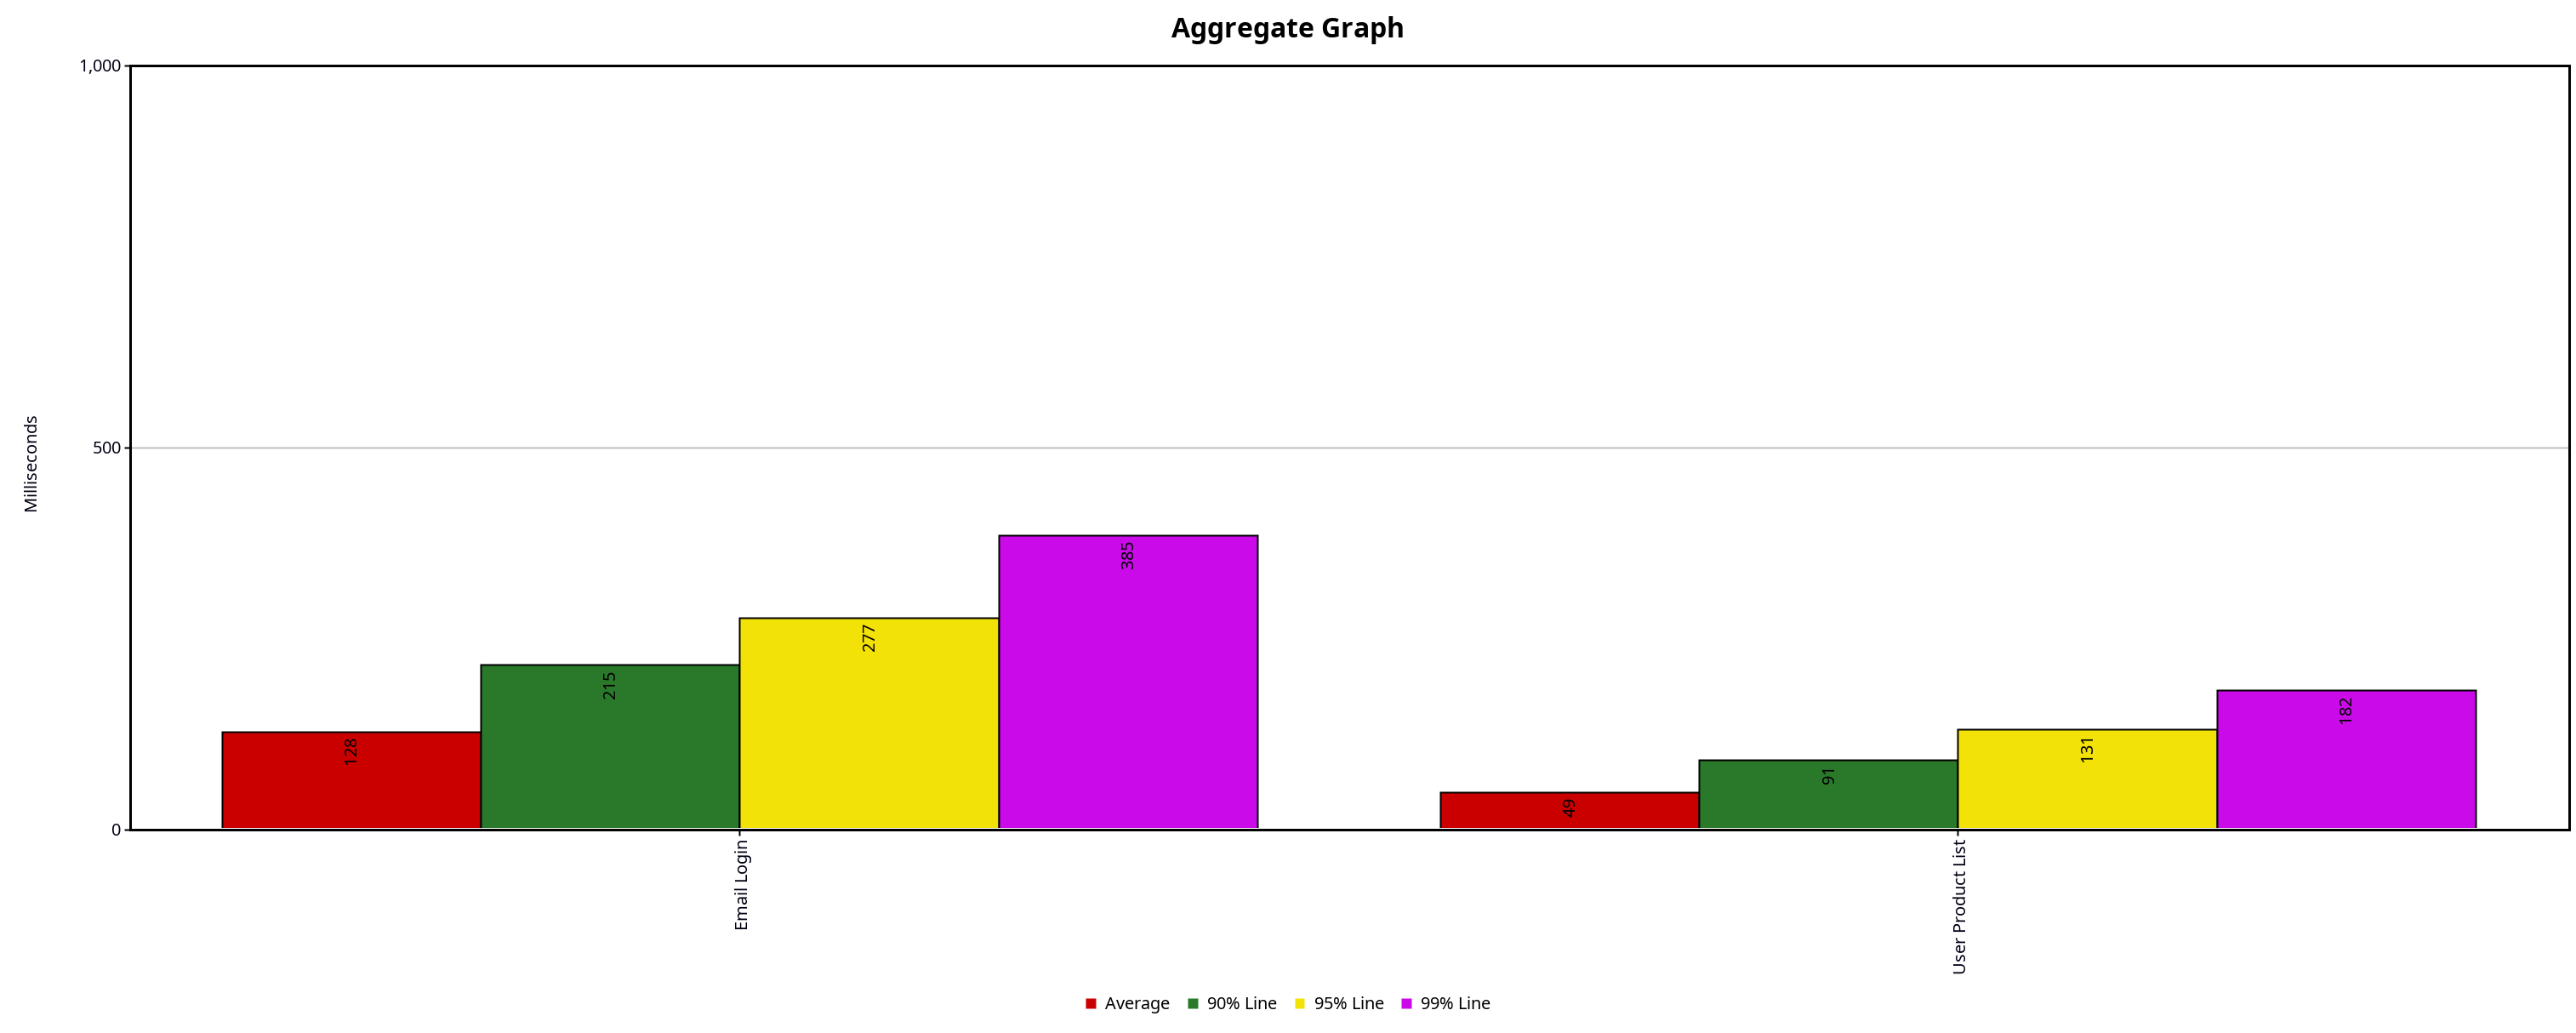 Aggregate Graph
1,000
500
0
Milliseconds
128
215
277
385
49
91
131
182
Email Login
User Product List
Average
90% Line
95% Line
99% Line